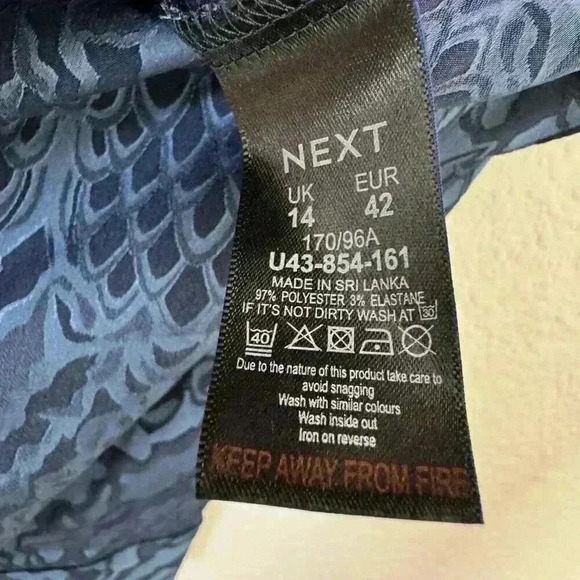 NEXT
UK EUR
14 42
170/96A
U43-854-161
MADE IN SRI LANKA
97% POLYESTER 3% ELASTANE
IF IT'S NOT DIRTY WASH AT 30°
40
Due to the nature of this product take care to
avoid snagging
Wash with similar colours
Wash inside out
Iron on reverse
KEEP AWAY FROM FIRE